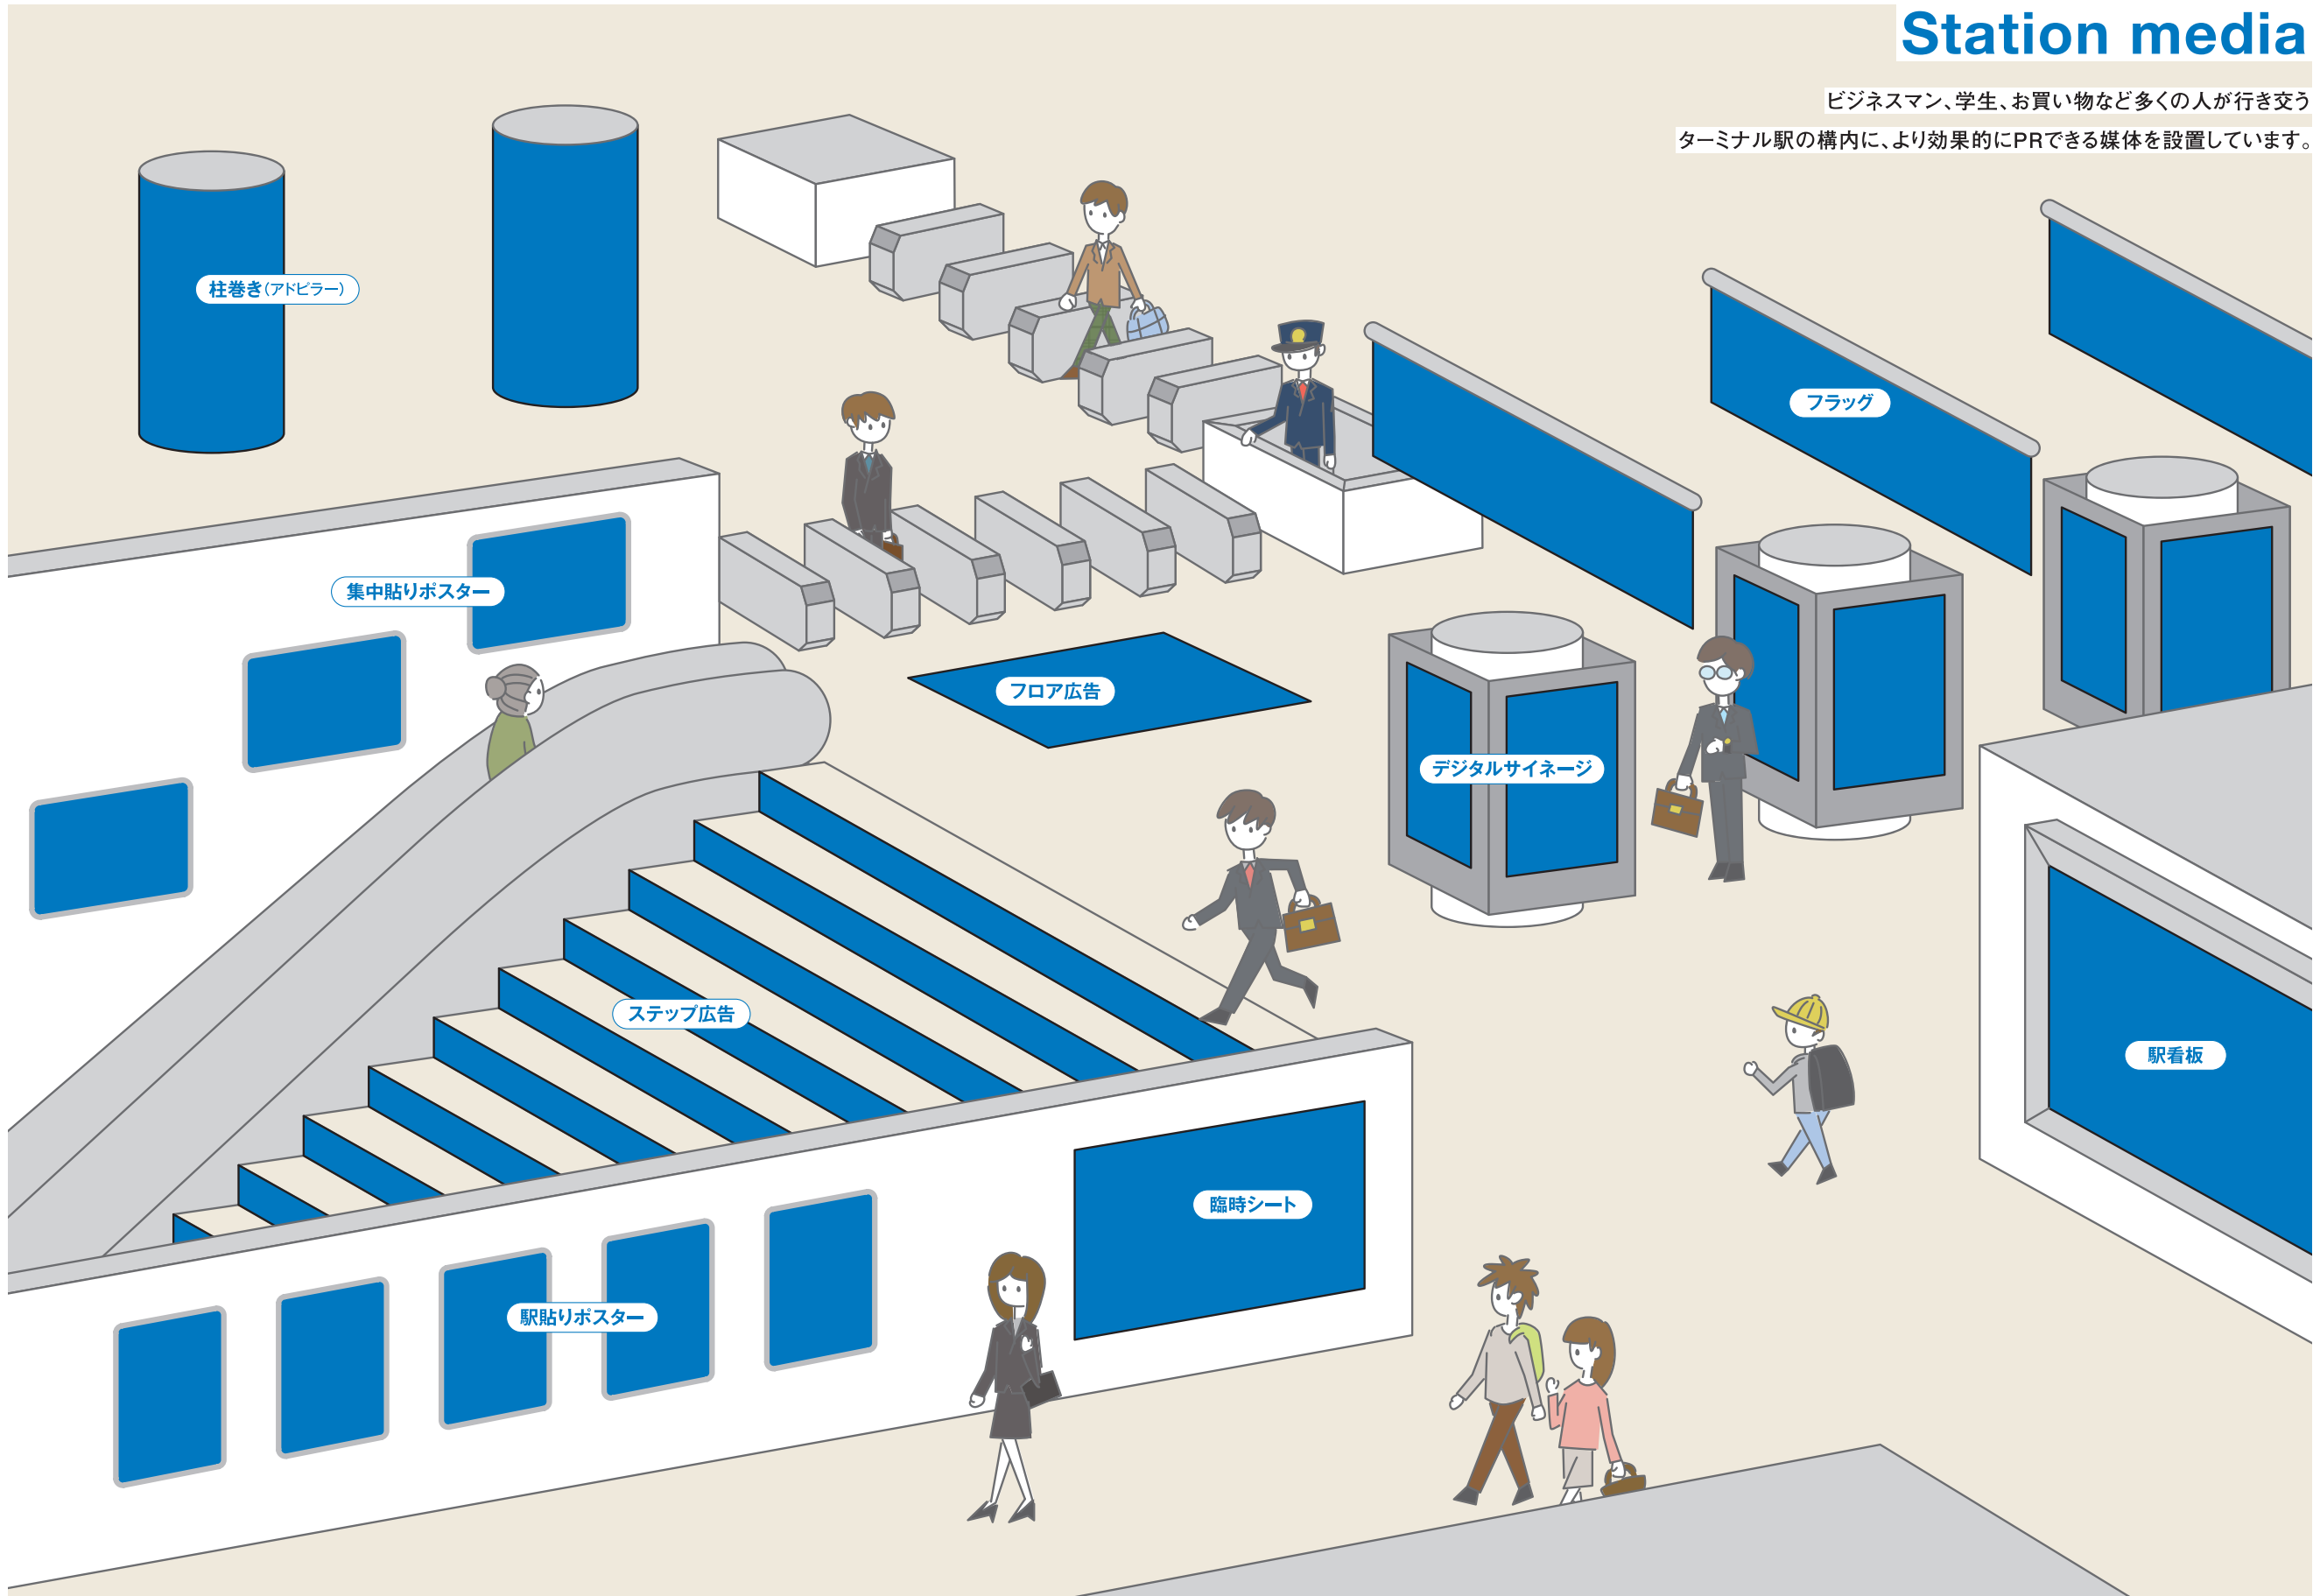 Station media
ビジネスマン、学生、お買い物など多くの人が行き交う
ターミナル駅の構内に、より効果的にPRできる媒体を設置しています。
柱巻き(アドピラー)
フラッグ
集中貼りポスター
フロア広告
デジタルサイネージ
ステップ広告
駅看板
臨時シート
駅貼りポスター